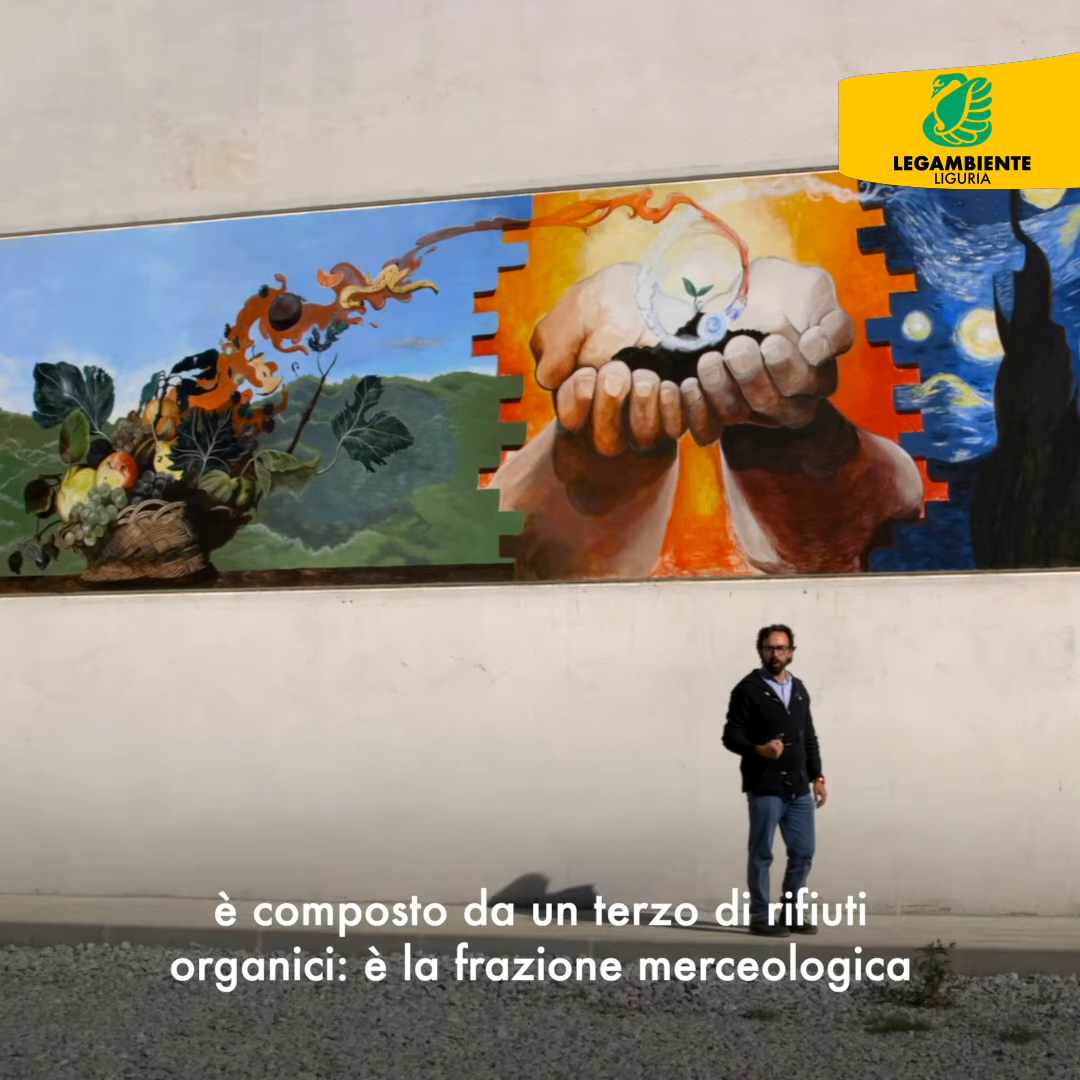 LEGAMBIENTE
LIGURIA
è composto da un terzo di rifiuti
organici: è la frazione merceologica